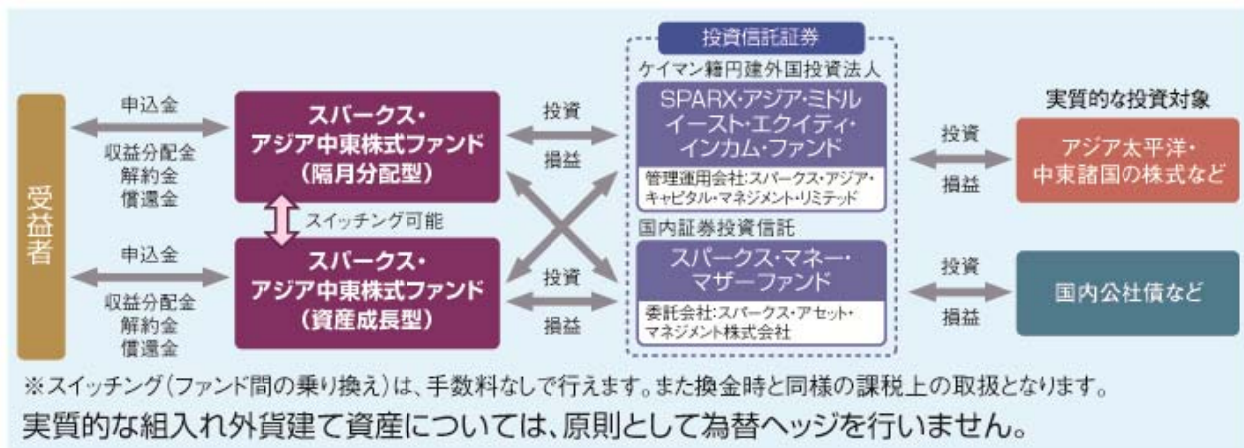 投資信託証券
ケイマン籍円建外国投資法人
受益者
申込金
収益分配金
解約金
償還金
スパークス・
アジア中東株式ファンド
(隔月分配型)
投資
損益
SPARX・アジア・ミドル
イースト・エクイティ・
インカム・ファンド
管理運用会社:スパークス・アジア・
キャピタル・マネジメント・リミテッド
投資
損益
実質的な投資対象
アジア太平洋・
中東諸国の株式など
スイッチング可能
申込金
収益分配金
解約金
償還金
スパークス・
アジア中東株式ファンド
(資産成長型)
投資
損益
国内証券投資信託
スパークス・マネー・
マザーファンド
委託会社:スパークス・アセット・
マネジメント株式会社
投資
損益
国内公社債など
※スイッチング(ファンド間の乗り換え)は、手数料なしで行えます。また換金時と同様の課税上の取扱となります。
実質的な組入れ外貨建て資産については、原則として為替ヘッジを行いません。